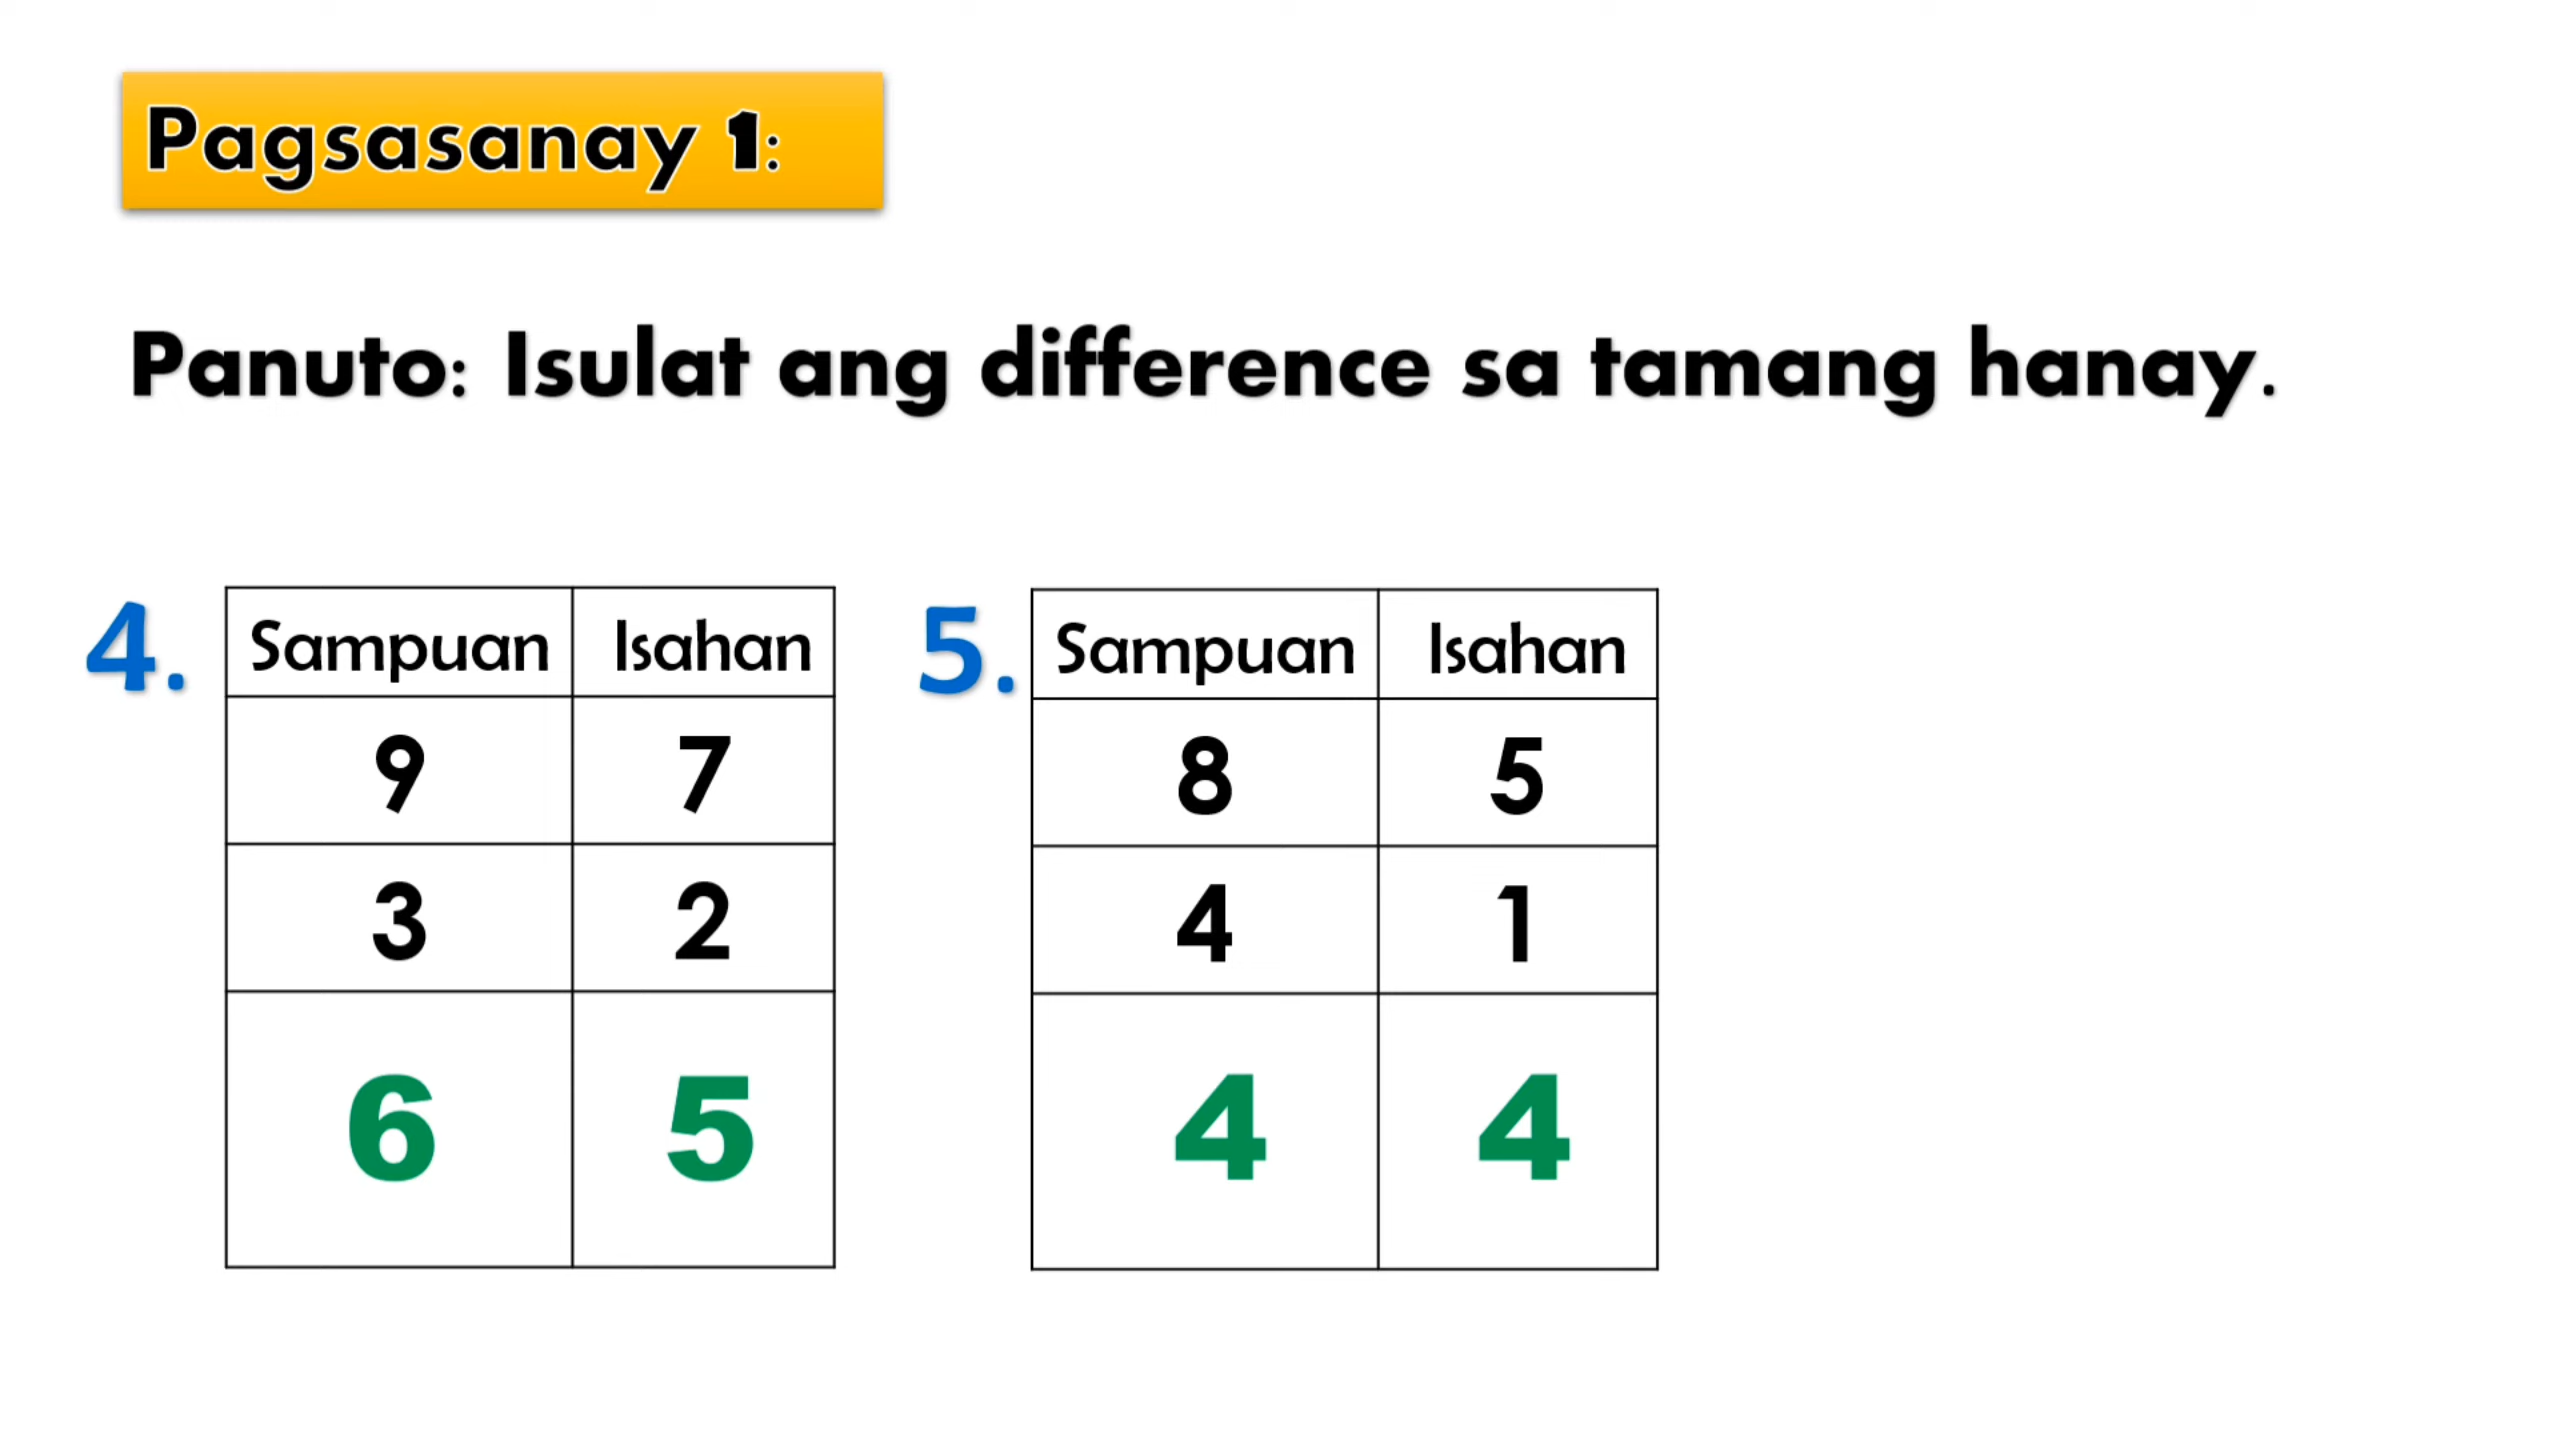 Pagsasanay 1:
Panuto: Isulat ang difference sa tamang hanay.
4. Sampuan Isahan 5. Sampuan Isahan
9 7 8 5
3 2 4 1
6 5 4 4